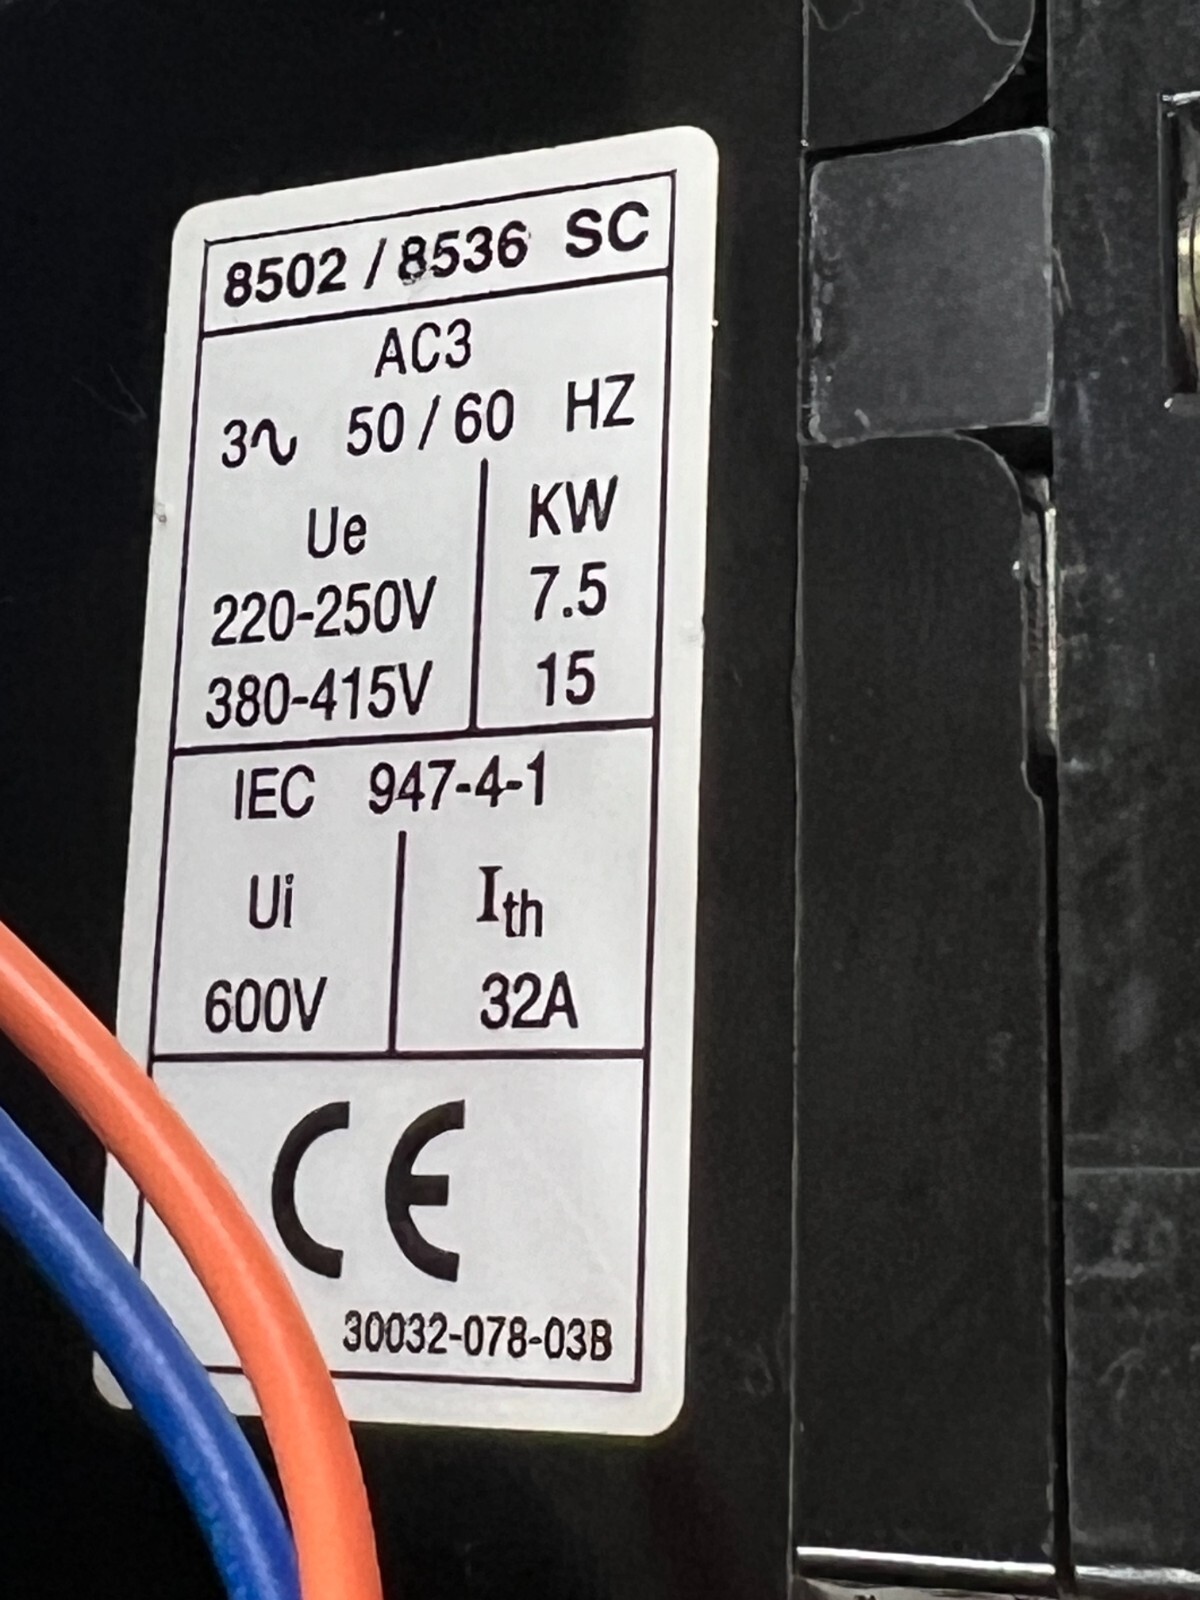 8502 / 8536 SC
AC3
3∿ 50 / 60 HZ
Ue KW
220-250V 7.5
380-415V 15
IEC 947-4-1
Ui Ith
600V 32A
CE
30032-078-03B